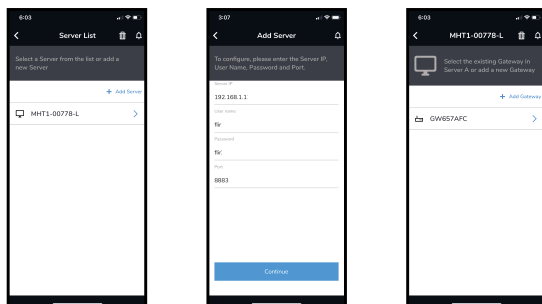 6:03
Server List
Select a Server from the list or add a
new Server
+ Add Server
MHT1-00778-L
3:07
Add Server
To configure, please enter the Server IP,
User Name, Password and Port.
Server IP
192.168.1.1
User name
flir
Password
flir
Port
8883
Continue
6:03
MHT1-00778-L
Select the existing Gateway in
Server A or add a new Gateway
+ Add Gateway
GW657AFC